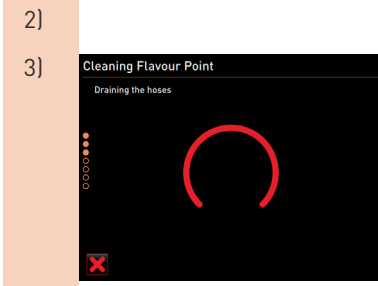 2)
3)
Cleaning Flavour Point
Draining the hoses